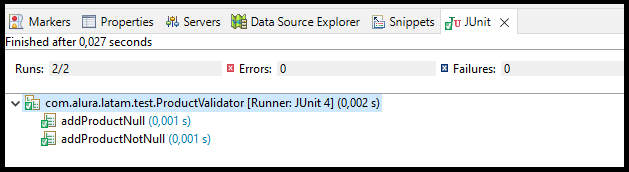 Markers Properties Servers Data Source Explorer Snippets JUnit
Finished after 0,027 seconds
Runs: 2/2 Errors: 0 Failures: 0
com.alura.latam.test.ProductValidator [Runner: JUnit 4] (0,002 s)
addProductNull (0,001 s)
addProductNotNull (0,001 s)